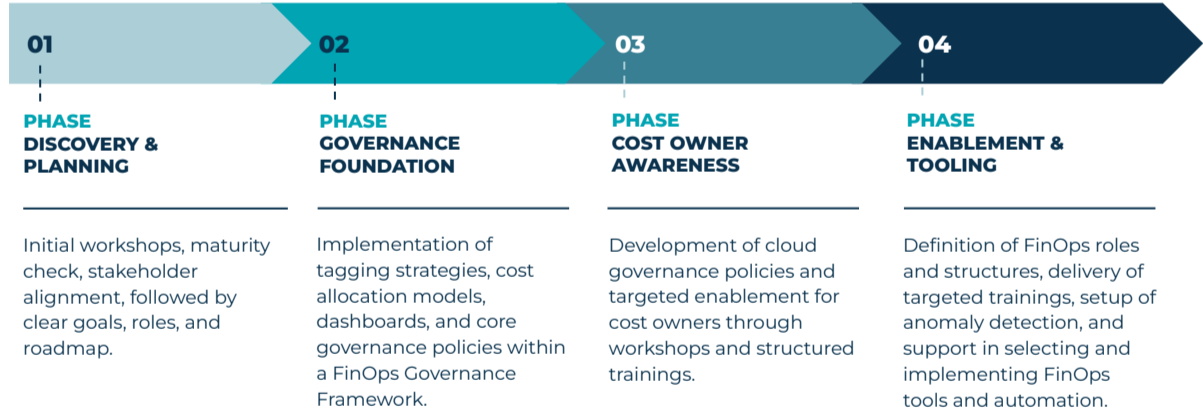 01
PHASE
DISCOVERY &
PLANNING
Initial workshops, maturity
check, stakeholder
alignment, followed by
clear goals, roles, and
roadmap.
02
PHASE
GOVERNANCE
FOUNDATION
Implementation of
tagging strategies, cost
allocation models,
dashboards, and core
governance policies within
a FinOps Governance
Framework.
03
PHASE
COST OWNER
AWARENESS
Development of cloud
governance policies and
targeted enablement for
cost owners through
workshops and structured
trainings.
04
PHASE
ENABLEMENT &
TOOLING
Definition of FinOps roles
and structures, delivery of
targeted trainings, setup of
anomaly detection, and
support in selecting and
implementing FinOps
tools and automation.